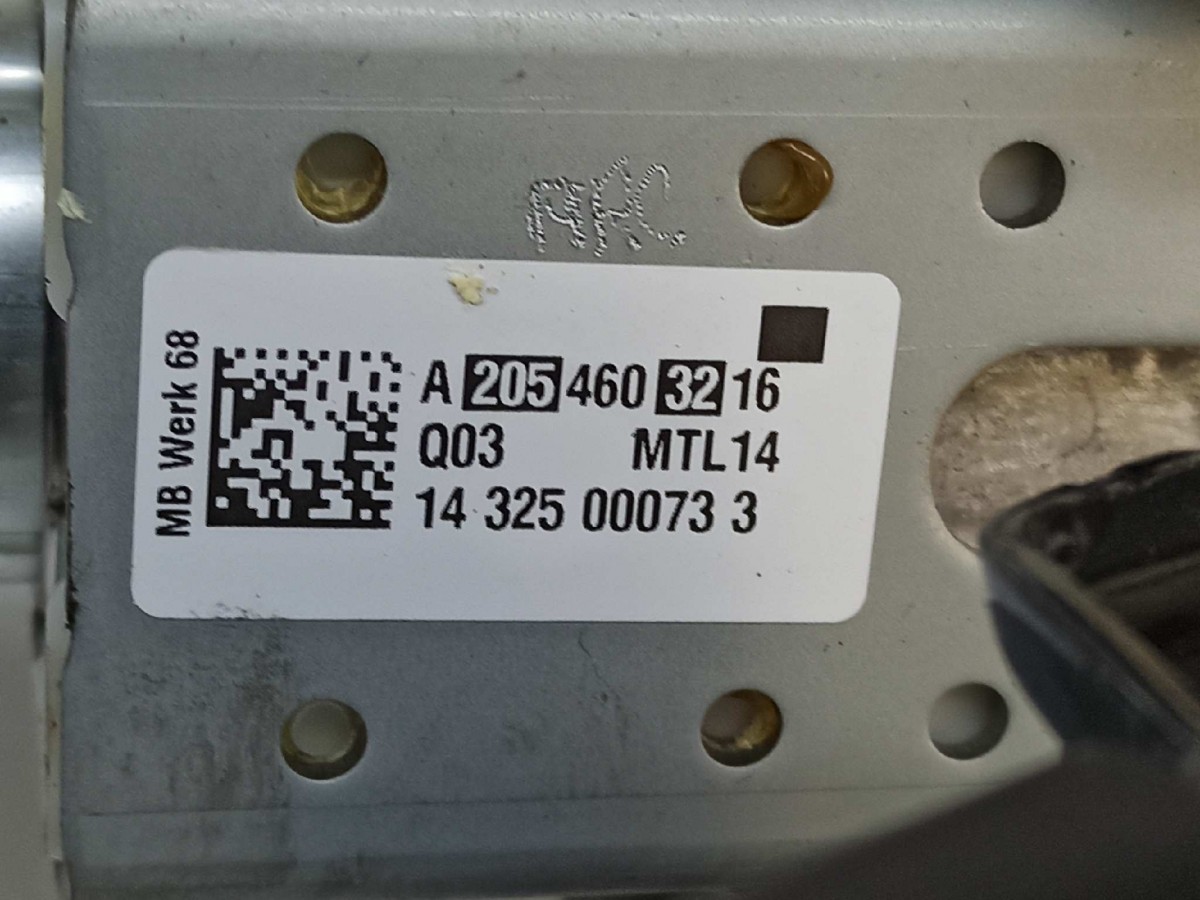 MB Werk 68
A 205 460 32 16
Q03 MTL14
14 325 00073 3